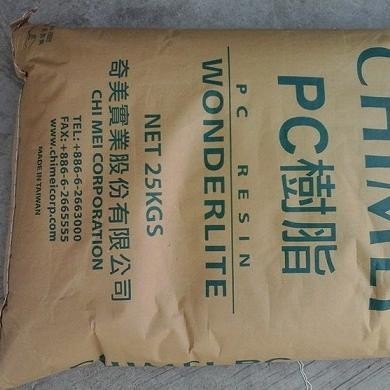 CHIMEI
PC樹脂
PC RESIN
WONDERLITE
NET 25KGS
奇美實業股份有限公司
CHI MEI CORPORATION
TEL: +886-6-2663000
FAX: +886-6-2665555
www.chimeicorp.com
MADE IN TAIWAN